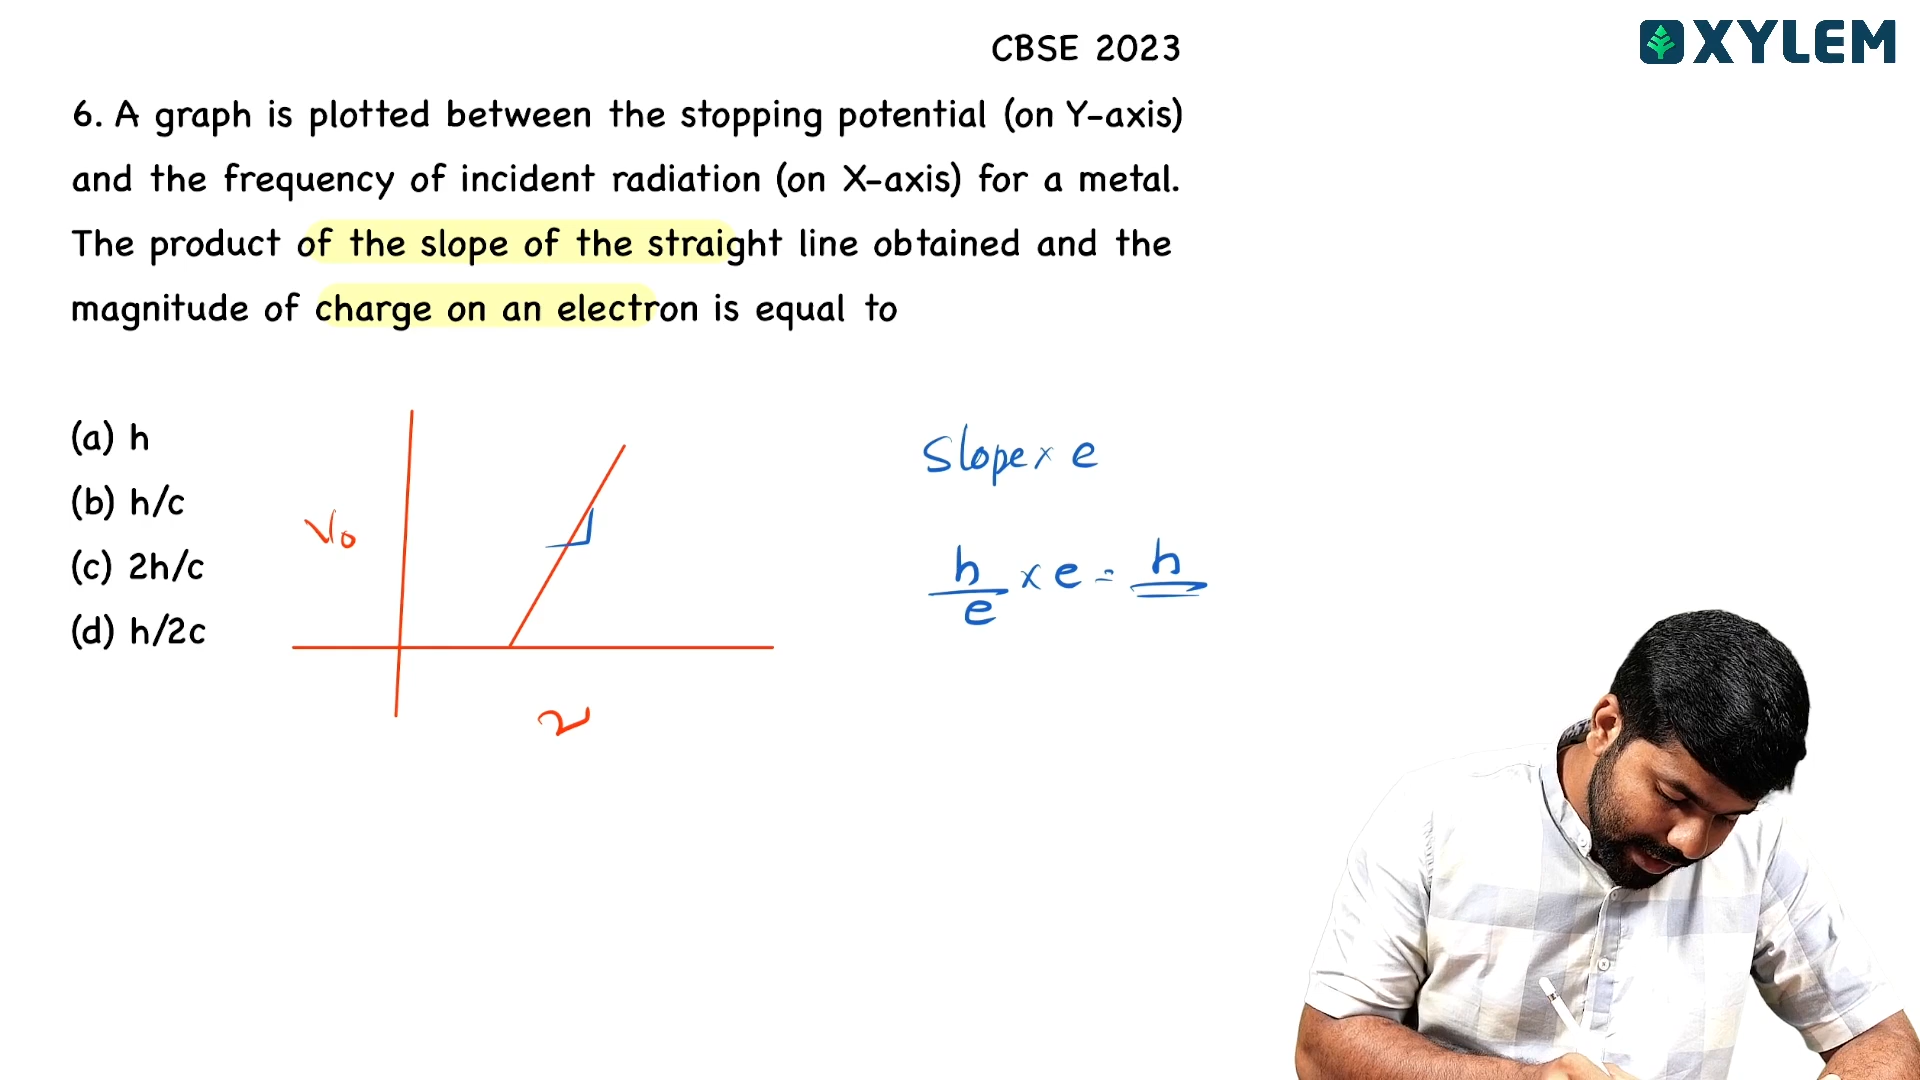 XYLEM
CBSE 2023
6. A graph is plotted between the stopping potential (on Y-axis)
and the frequency of incident radiation (on X-axis) for a metal.
The product of the slope of the straight line obtained and the
magnitude of charge on an electron is equal to
(a) h
(b) h/c
(c) 2h/c
(d) h/2c
V₀
ν
Slope × e
h/e × e = h